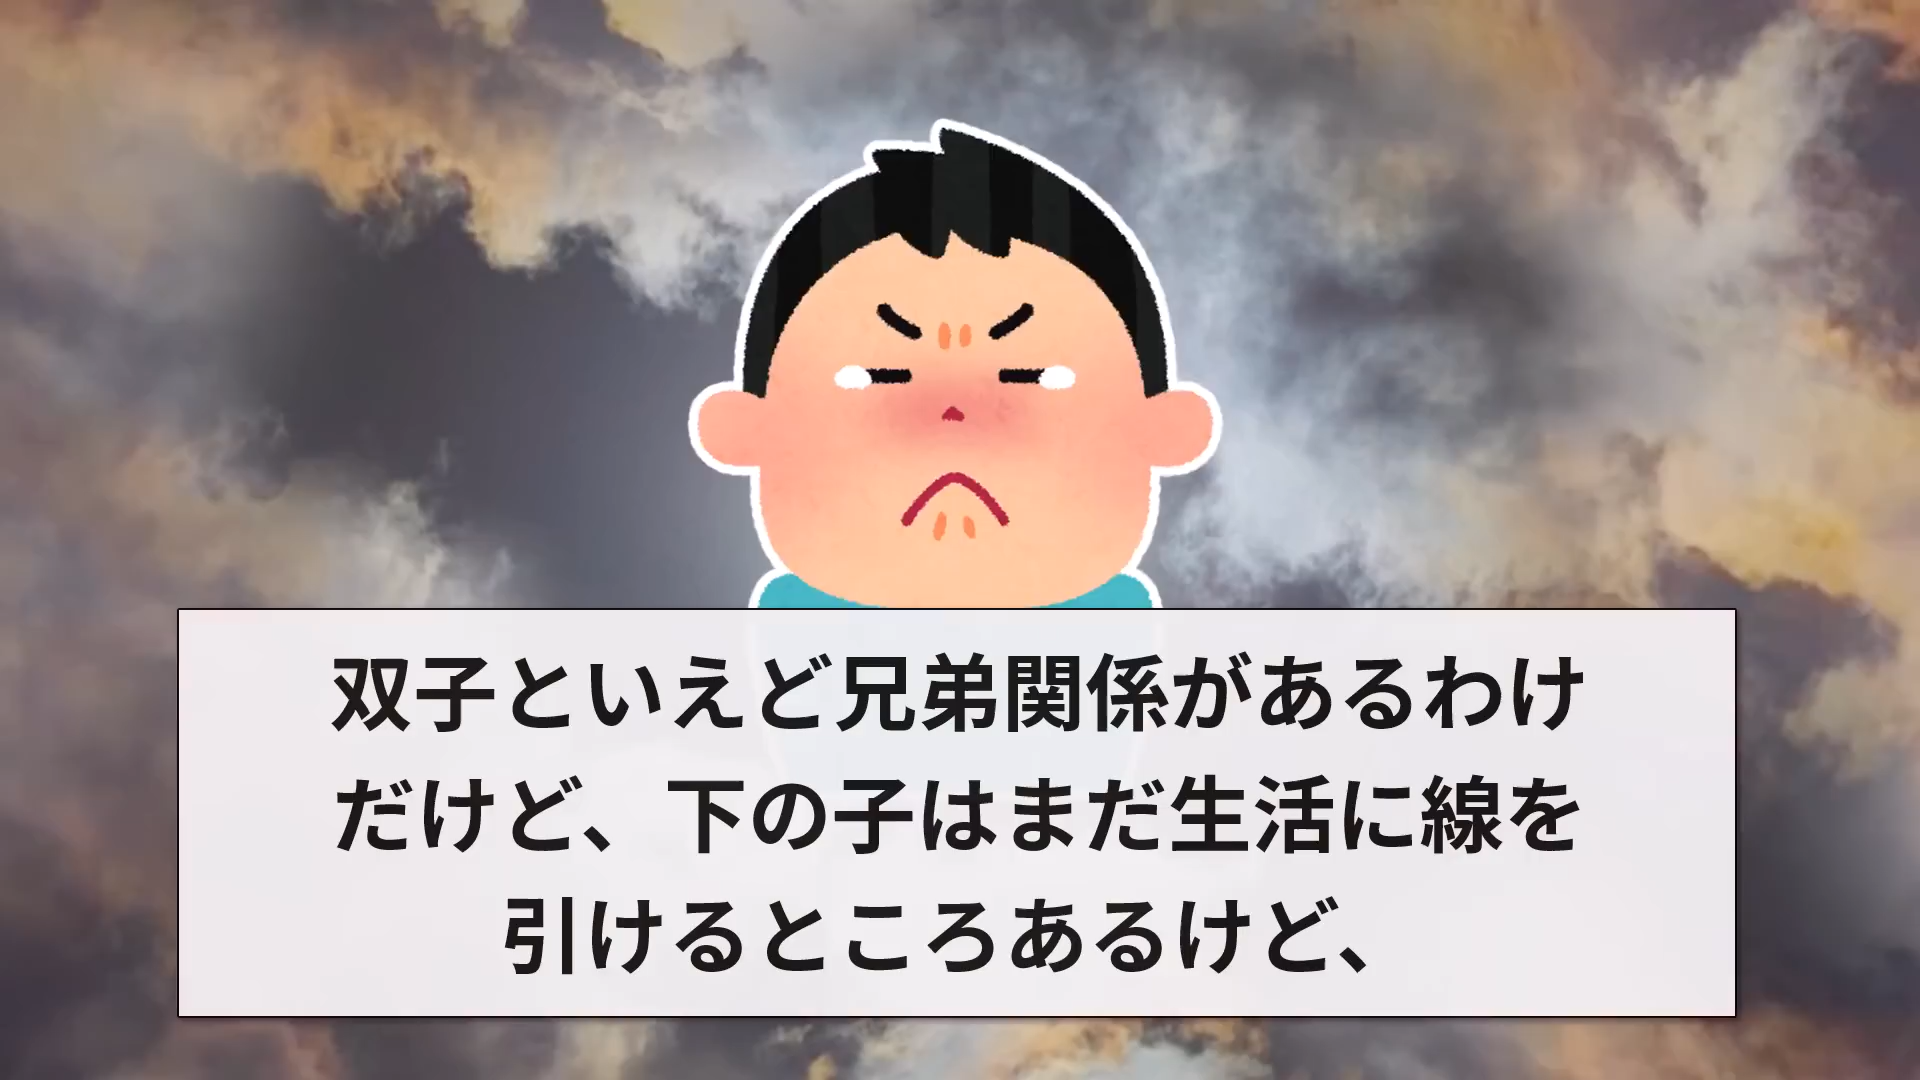 双子といえど兄弟関係があるわけ
だけど、下の子はまだ生活に線を
引けるところあるけど、